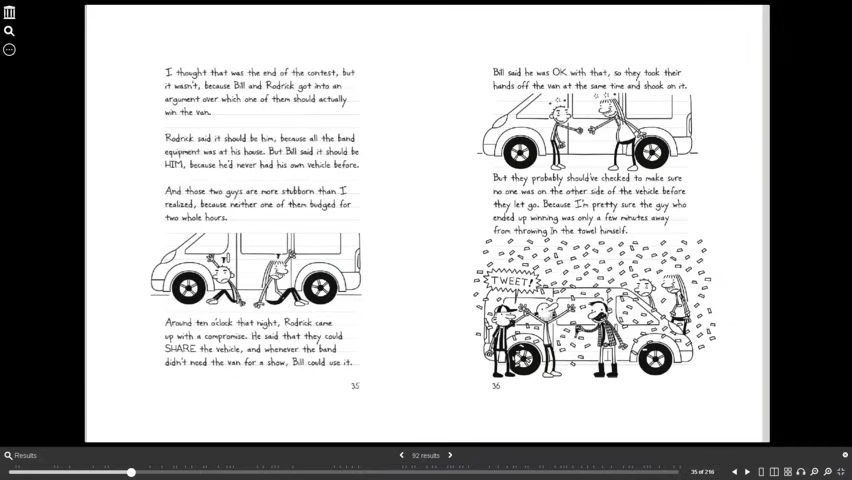 I thought that was the end of the contest, but
it wasn't, because Bill and Rodrick got into an
argument over which one of them should actually
win the van.
Rodrick said it should be him, because all the band
equipment was at his house. But Bill said it should be
HIM, because he'd never had his own vehicle before.
And those two guys are more stubborn than I
realized, because neither one of them budged for
two whole hours.
Around ten o'clock that night, Rodrick came
up with a compromise. He said that they could
SHARE the vehicle, and whenever the band
didn't need the van for a show, Bill could use it.
35
Bill said he was OK with that, so they took their
hands off the van at the same time and shook on it.
But they probably should've checked to make sure
no one was on the other side of the vehicle before
they let go. Because I'm pretty sure the guy who
ended up winning was only a few minutes away
from throwing in the towel himself.
TWEET!
36
Results
92 results
35 of 216